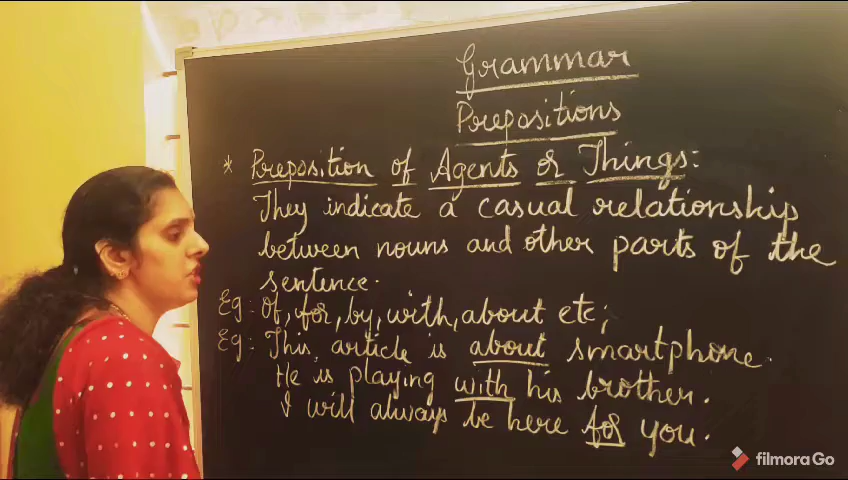 Grammar
Prepositions
* Preposition of Agents or Things:
They indicate a casual relationship
between nouns and other parts of the
sentence.
Eg: Of, for, by, with, about etc;
Eg: This article is about smartphone.
He is playing with his brother.
I will always be here for you.
filmora Go